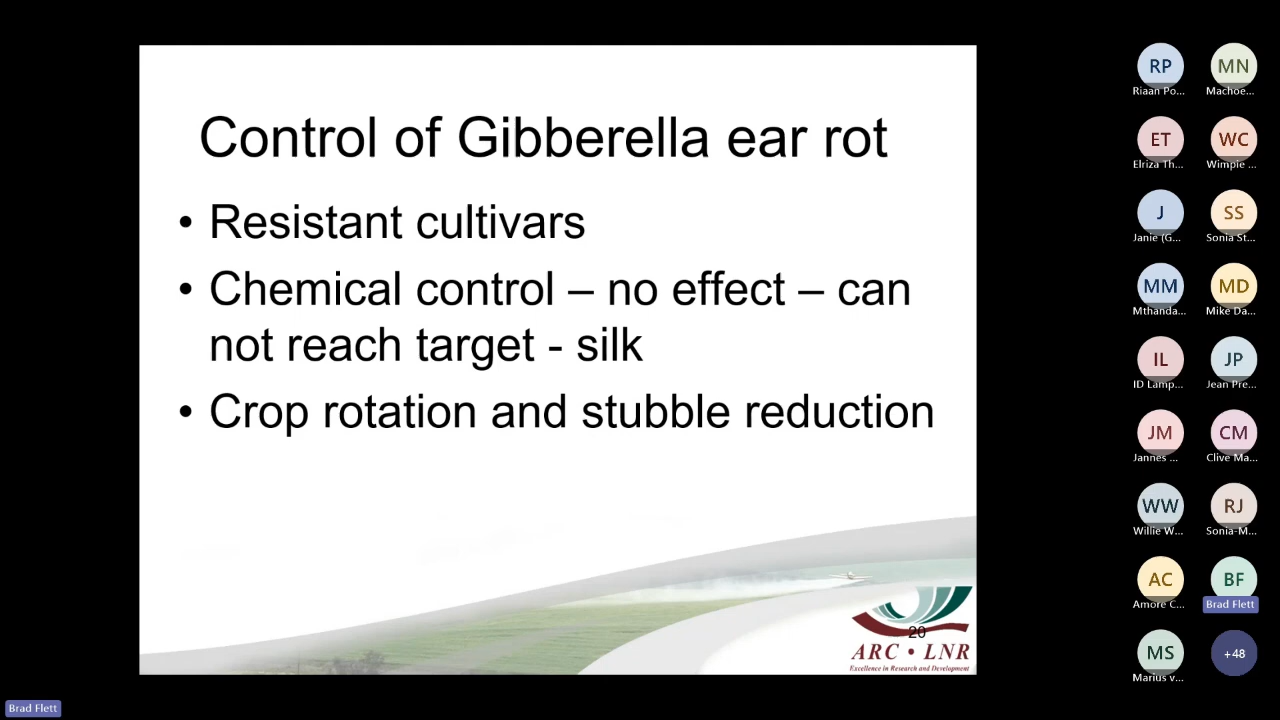 Control of Gibberella ear rot
• Resistant cultivars
• Chemical control – no effect – can
not reach target - silk
• Crop rotation and stubble reduction
20
ARC • LNR
Excellence in Research and Development
RP
Riaan Po...
MN
Machoe...
ET
Elriza Th...
WC
Wimpie ...
J
Janie (G...
SS
Sonia St...
MM
Mthanda...
MD
Mike Da...
IL
ID Lamp...
JP
Jean Pre...
JM
Jannes ...
CM
Clive Ma...
WW
Willie W...
RJ
Sonia-M...
AC
Amore C...
BF
Brad Flett
MS
Marius v...
+48
Brad Flett